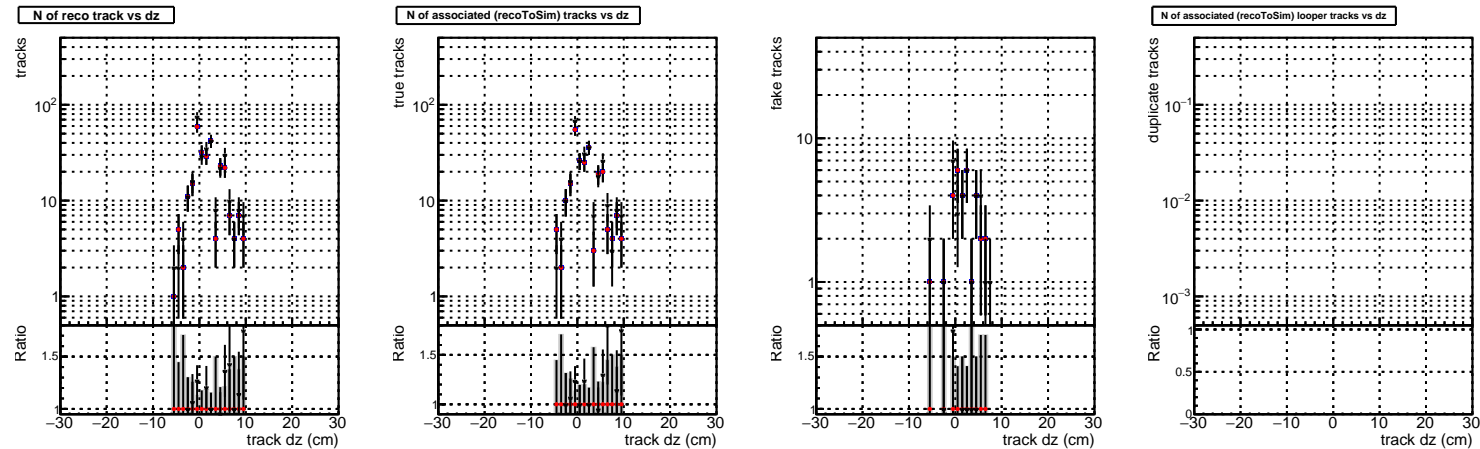 N of reco track vs dz
tracks
10²
10
1
Ratio
1.5
1
−30 −20 −10 0 10 20 30
track dz (cm)
N of associated (recoToSim) tracks vs dz
true tracks
10²
10
1
Ratio
1.5
1
−30 −20 −10 0 10 20 30
track dz (cm)
fake tracks
10
1
Ratio
1.5
1
−30 −20 −10 0 10 20 30
track dz (cm)
N of associated (recoToSim) looper tracks vs dz
duplicate tracks
10⁻¹
10⁻²
10⁻³
Ratio
1
0.5
0
−30 −20 −10 0 10 20 30
track dz (cm)